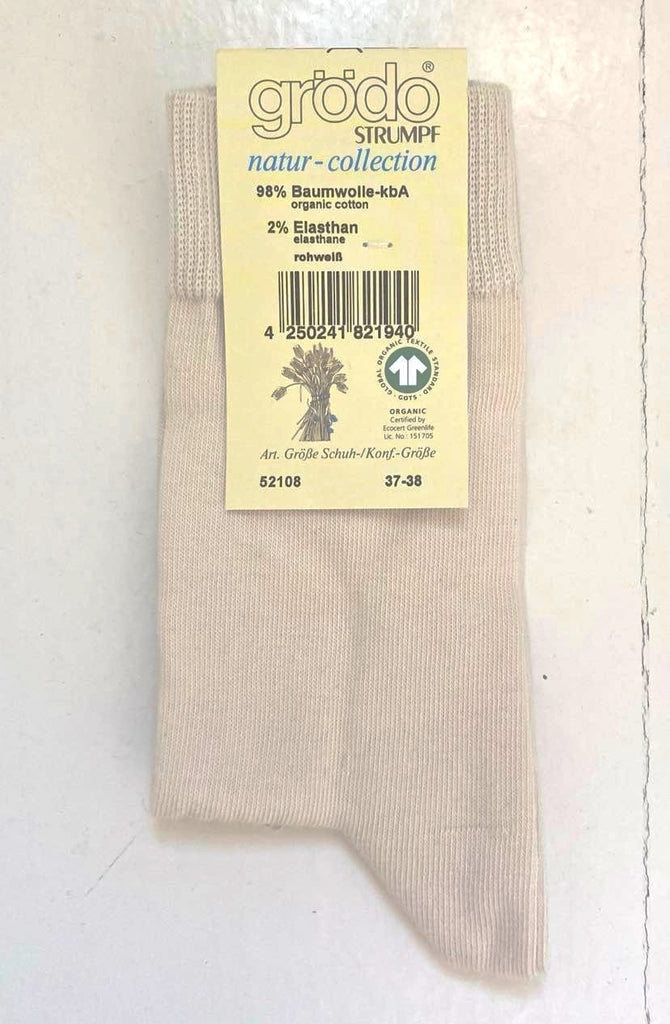 grödo®
STRUMPF
natur-collection
98% Baumwolle-kbA
organic cotton
2% Elasthan
elasthane
rohweiß
4 250241 821940
GLOBAL ORGANIC TEXTILE STANDARD · GOTS ·
ORGANIC
Certified by
Ecocert Greenlife
Lic. No.: 151705
Art. Größe Schuh-/Konf.-Größe
52108 37-38